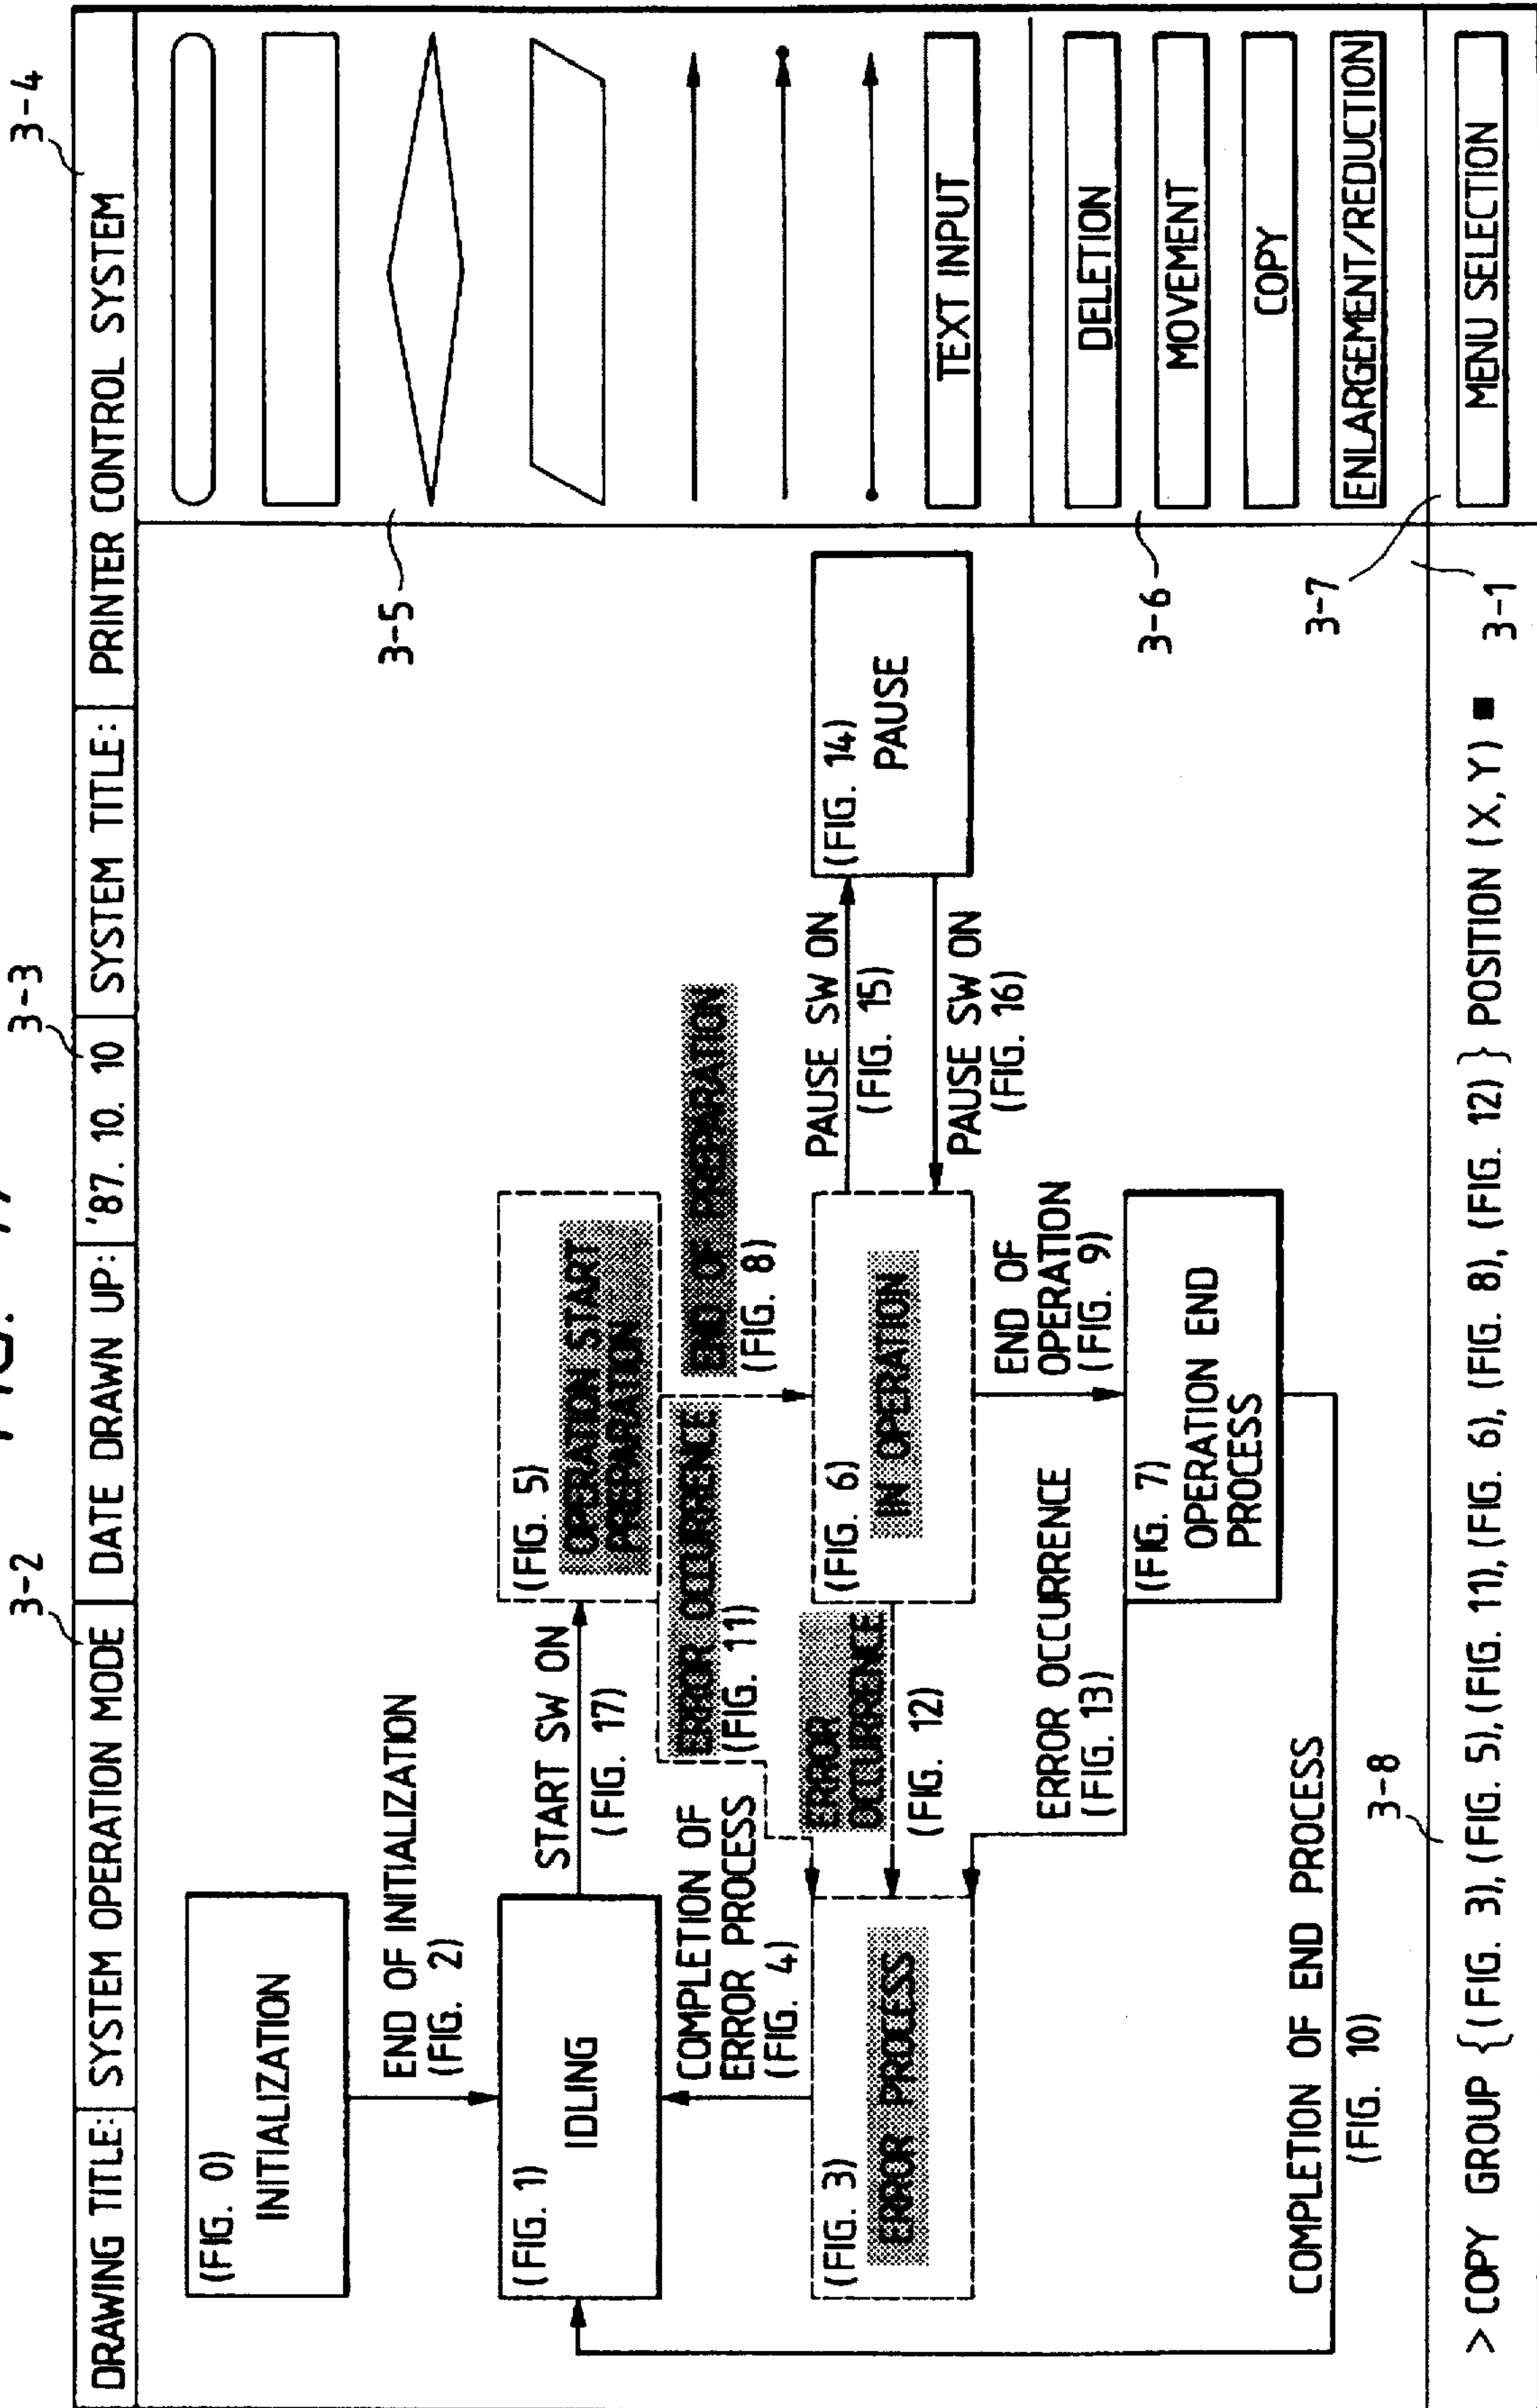 3-2
3-3
3-4
DRAWING TITLE: SYSTEM OPERATION MODE DATE DRAWN UP: '87. 10. 10 SYSTEM TITLE: PRINTER CONTROL SYSTEM
(FIG. 0)
INITIALIZATION
END OF INITIALIZATION
(FIG. 2)
(FIG. 1)
IDLING
START SW ON
(FIG. 17)
(FIG. 5)
OPERATION START
PREPARATION
COMPLETION OF
ERROR PROCESS
(FIG. 4)
ERROR OCCURRENCE
(FIG. 11)
END OF PREPARATION
(FIG. 8)
(FIG. 3)
ERROR PROCESS
ERROR
OCCURRENCE
(FIG. 12)
(FIG. 6)
IN OPERATION
PAUSE SW ON
(FIG. 15)
PAUSE SW ON
(FIG. 16)
(FIG. 14)
PAUSE
ERROR OCCURRENCE
(FIG. 13)
END OF
OPERATION
(FIG. 9)
(FIG. 7)
OPERATION END
PROCESS
COMPLETION OF END PROCESS
(FIG. 10)
3-8
3-5
TEXT INPUT
3-6
DELETION
MOVEMENT
COPY
ENLARGEMENT/REDUCTION
3-7
MENU SELECTION
> COPY GROUP {(FIG. 3), (FIG. 5), (FIG. 11), (FIG. 6), (FIG. 8), (FIG. 12) } POSITION (X, Y) ■
3-1